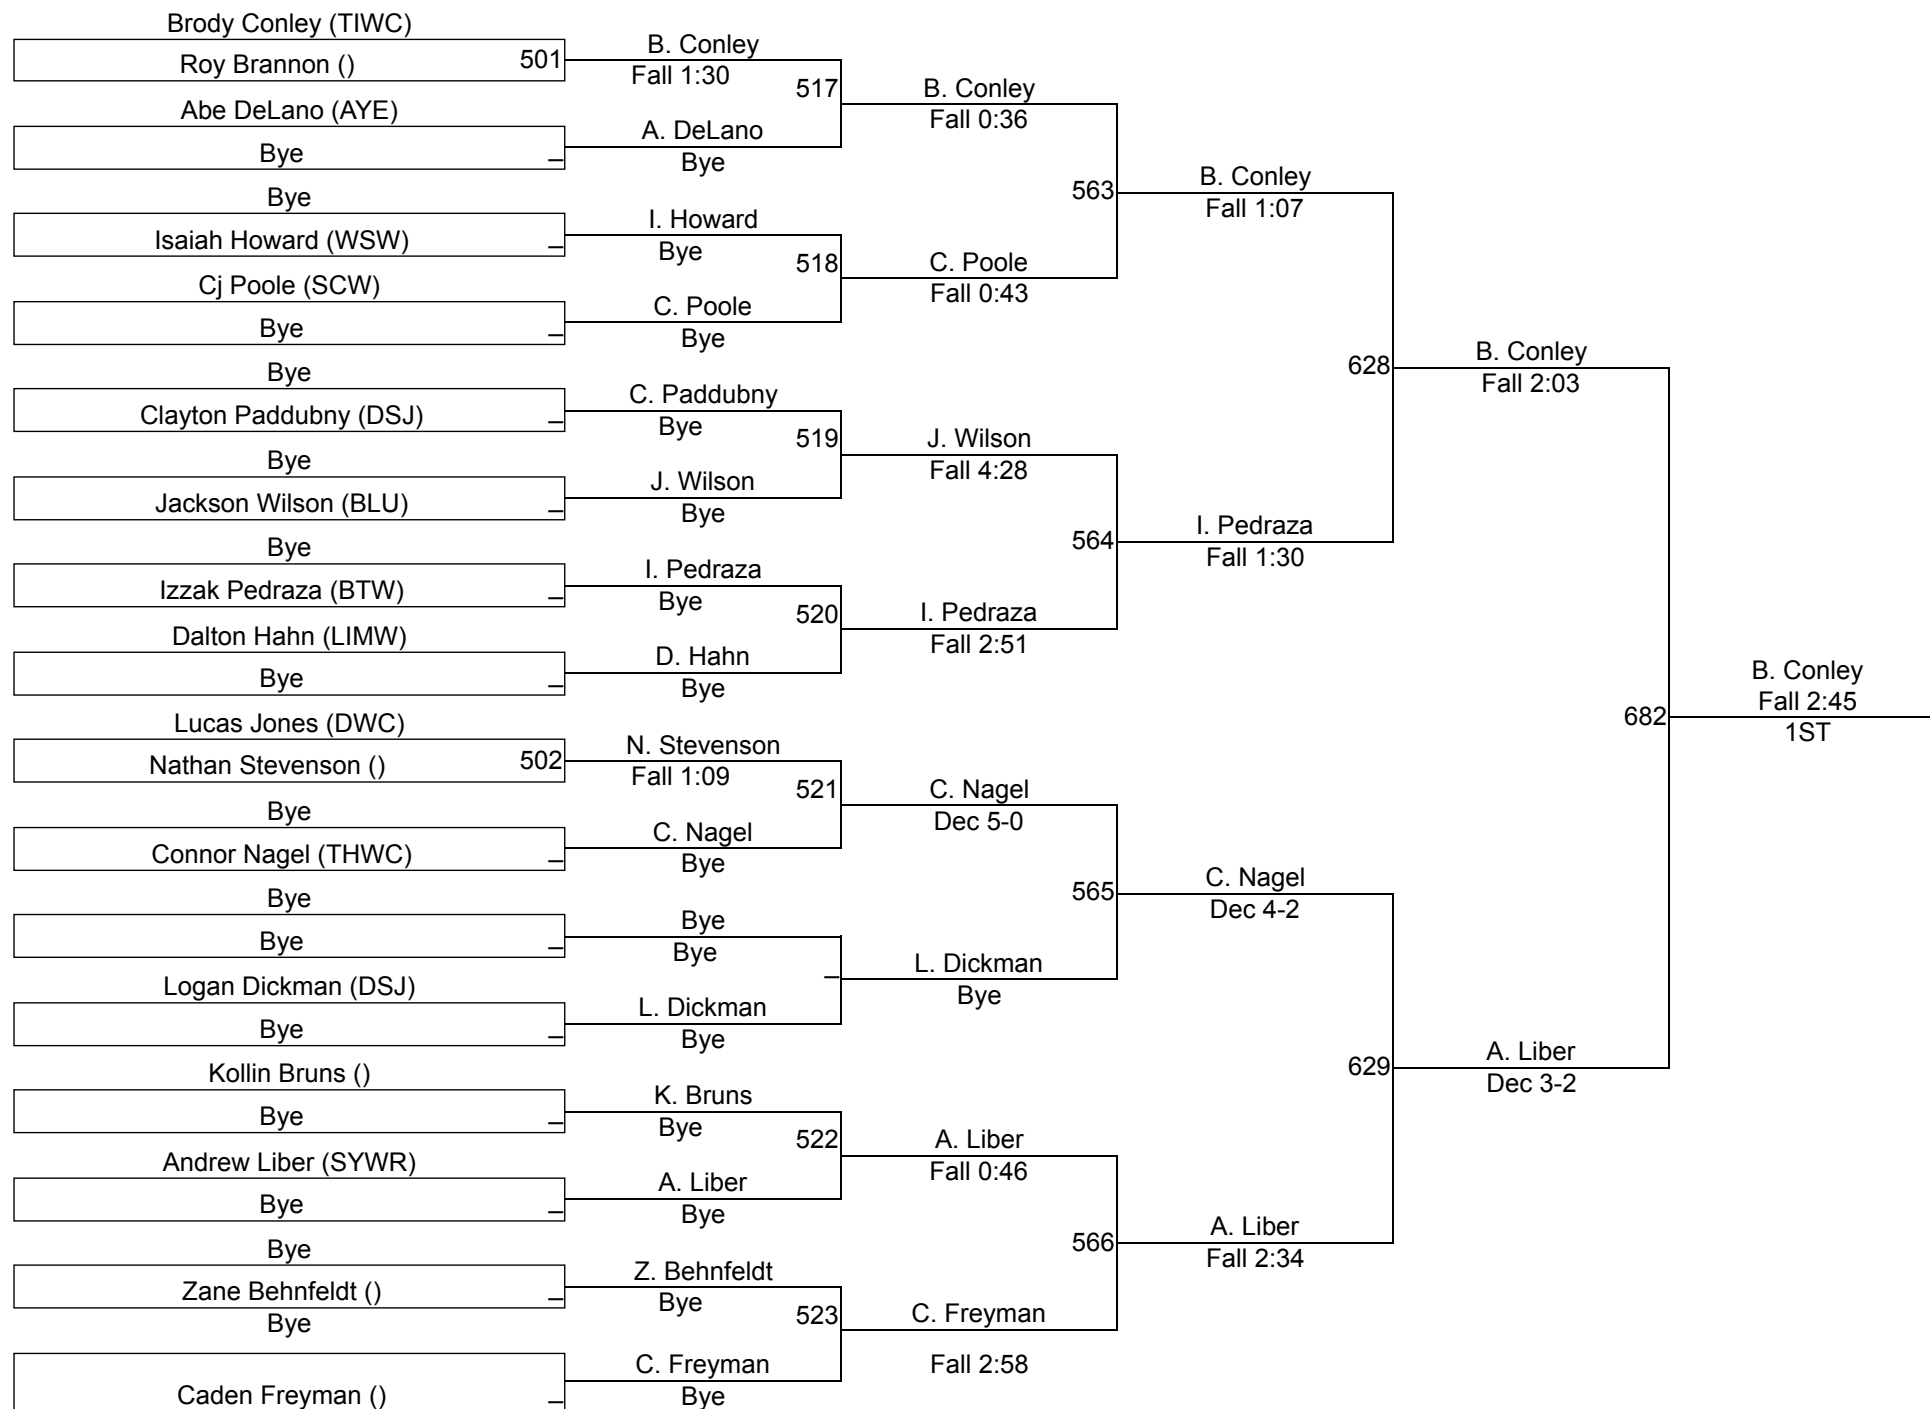 Brody Conley (TIWC)
Roy Brannon ()
501
Abe DeLano (AYE)
Bye
_
Bye
Isaiah Howard (WSW)
_
Cj Poole (SCW)
Bye
_
Bye
Clayton Paddubny (DSJ)
_
Bye
Jackson Wilson (BLU)
_
Bye
Izzak Pedraza (BTW)
_
Dalton Hahn (LIMW)
Bye
_
Lucas Jones (DWC)
Nathan Stevenson ()
502
Bye
Connor Nagel (THWC)
_
Bye
Bye
_
Logan Dickman (DSJ)
Bye
_
Kollin Bruns ()
Bye
_
Andrew Liber (SYWR)
Bye
_
Bye
Zane Behnfeldt ()
_
Bye
Caden Freyman ()
_
B. Conley
Fall 1:30
517
A. DeLano
Bye
I. Howard
Bye
518
C. Poole
Bye
C. Paddubny
Bye
519
J. Wilson
Bye
I. Pedraza
Bye
520
D. Hahn
Bye
N. Stevenson
Fall 1:09
521
C. Nagel
Bye
Bye
Bye
_
L. Dickman
Bye
K. Bruns
Bye
522
A. Liber
Bye
Z. Behnfeldt
Bye
523
C. Freyman
Bye
B. Conley
Fall 0:36
563
C. Poole
Fall 0:43
J. Wilson
Fall 4:28
564
I. Pedraza
Fall 2:51
C. Nagel
Dec 5-0
565
L. Dickman
Bye
A. Liber
Fall 0:46
566
C. Freyman
Fall 2:58
B. Conley
Fall 1:07
628
I. Pedraza
Fall 1:30
C. Nagel
Dec 4-2
629
A. Liber
Fall 2:34
B. Conley
Fall 2:03
682
A. Liber
Dec 3-2
B. Conley
Fall 2:45
1ST